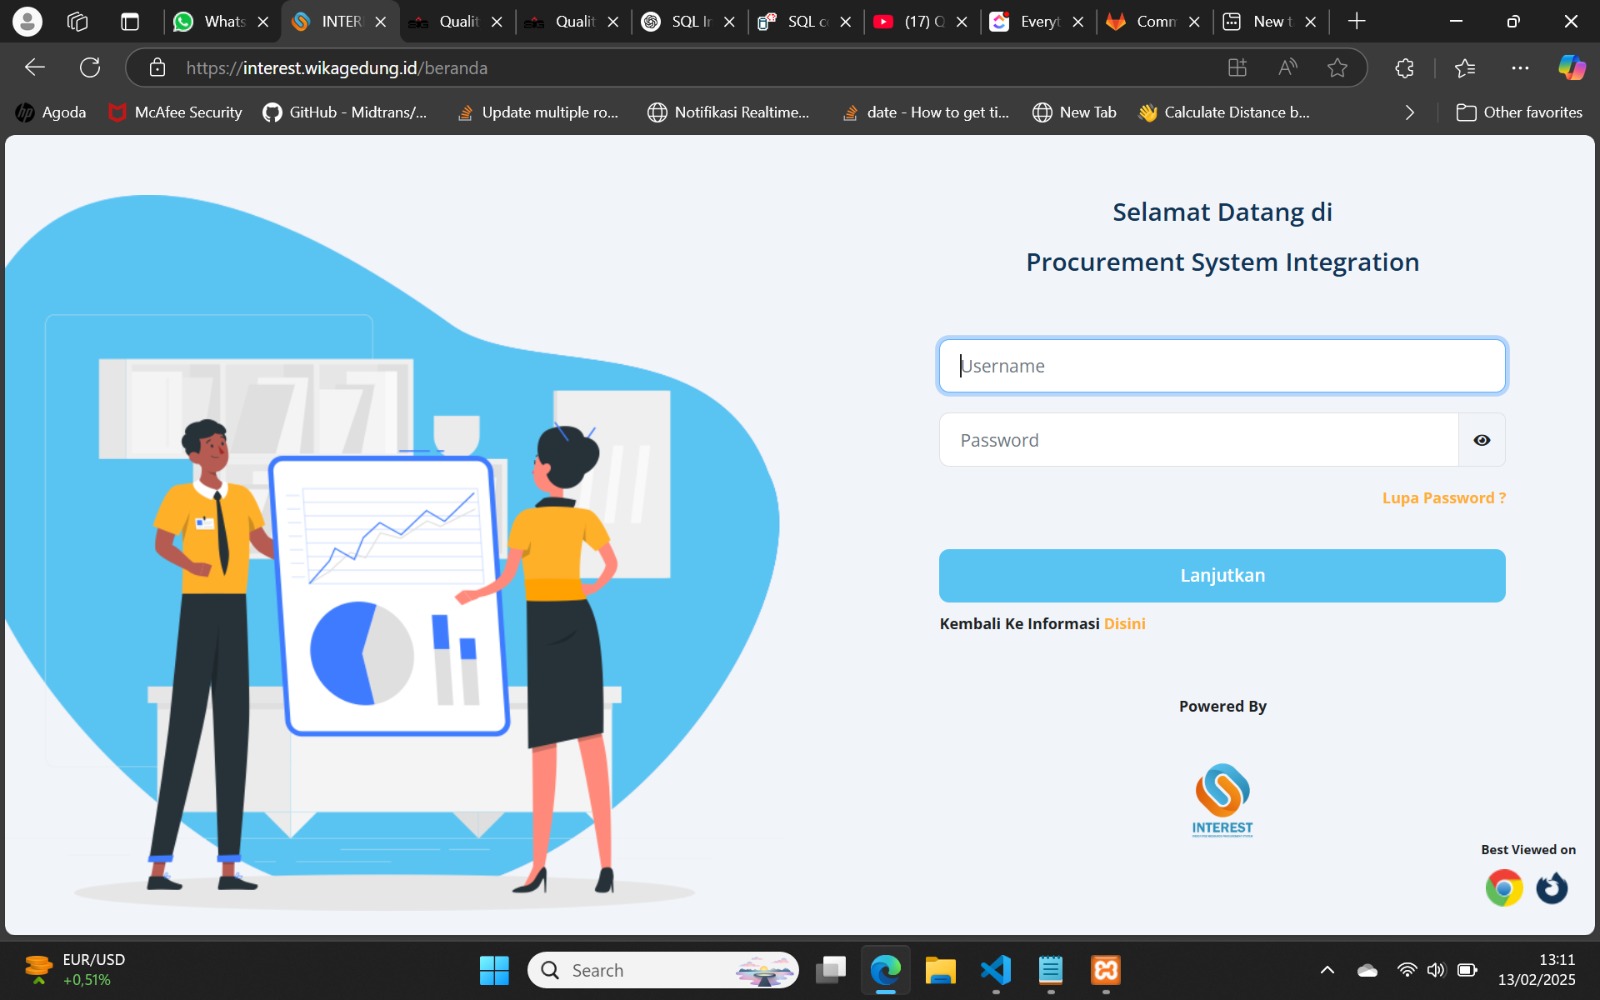 Whats
INTER
Qualit
Qualit
SQL Ir
SQL c
(17) Q
Everyt
Comm
New t
https://interest.wikagedung.id/beranda
Agoda
McAfee Security
GitHub - Midtrans/...
Update multiple ro...
Notifikasi Realtime...
date - How to get ti...
New Tab
Calculate Distance b...
Other favorites
Selamat Datang di
Procurement System Integration
Username
Password
Lupa Password ?
Lanjutkan
Kembali Ke Informasi Disini
Powered By
INTEREST
Best Viewed on
EUR/USD
+0,51%
Search
13:11
13/02/2025